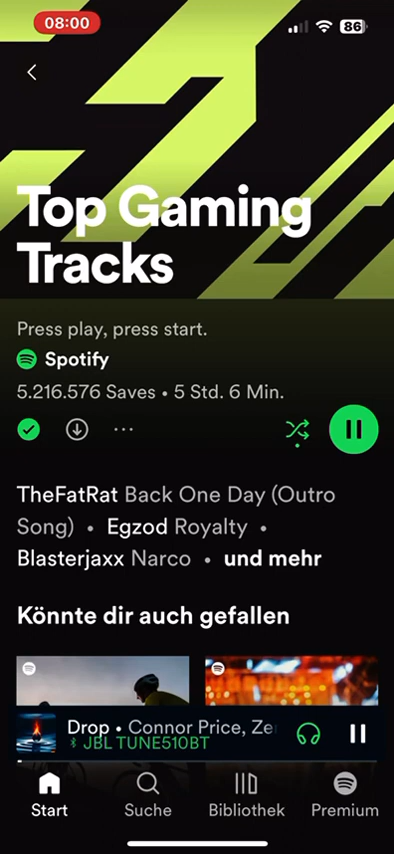 08:00
86
Top Gaming
Tracks
Press play, press start.
Spotify
5.216.576 Saves • 5 Std. 6 Min.
TheFatRat Back One Day (Outro
Song) • Egzod Royalty •
Blasterjaxx Narco • und mehr
Könnte dir auch gefallen
Drop • Connor Price, Ze
JBL TUNE510BT
Start Suche Bibliothek Premium